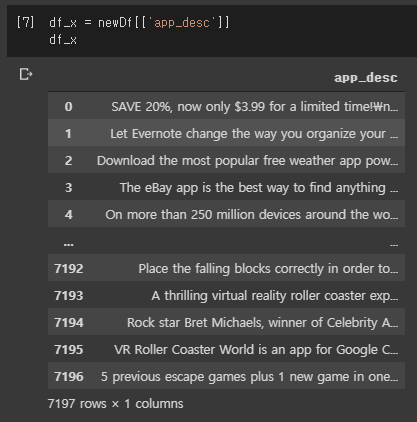 [7] df_x = newDf[['app_desc']]
df_x
app_desc
0 SAVE 20%, now only $3.99 for a limited time!₩n...
1 Let Evernote change the way you organize your ...
2 Download the most popular free weather app pow...
3 The eBay app is the best way to find anything ...
4 On more than 250 million devices around the wo...
... ...
7192 Place the falling blocks correctly in order to...
7193 A thrilling virtual reality roller coaster exp...
7194 Rock star Bret Michaels, winner of Celebrity A...
7195 VR Roller Coaster World is an app for Google C...
7196 5 previous escape games plus 1 new game in one...
7197 rows × 1 columns